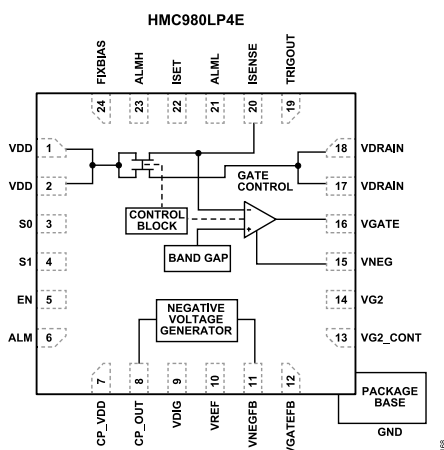 HMC980LP4E
FIXBIAS
ALMH
ISET
ALML
ISENSE
TRIGOUT
24
23
22
21
20
19
VDD 1
VDD 2
S0 3
S1 4
EN 5
ALM 6
18 VDRAIN
17 VDRAIN
16 VGATE
15 VNEG
14 VG2
13 VG2_CONT
GATE
CONTROL
CONTROL
BLOCK
BAND GAP
NEGATIVE
VOLTAGE
GENERATOR
7
8
9
10
11
12
CP_VDD
CP_OUT
VDIG
VREF
VNEGFB
VGATEFB
PACKAGE
BASE
GND